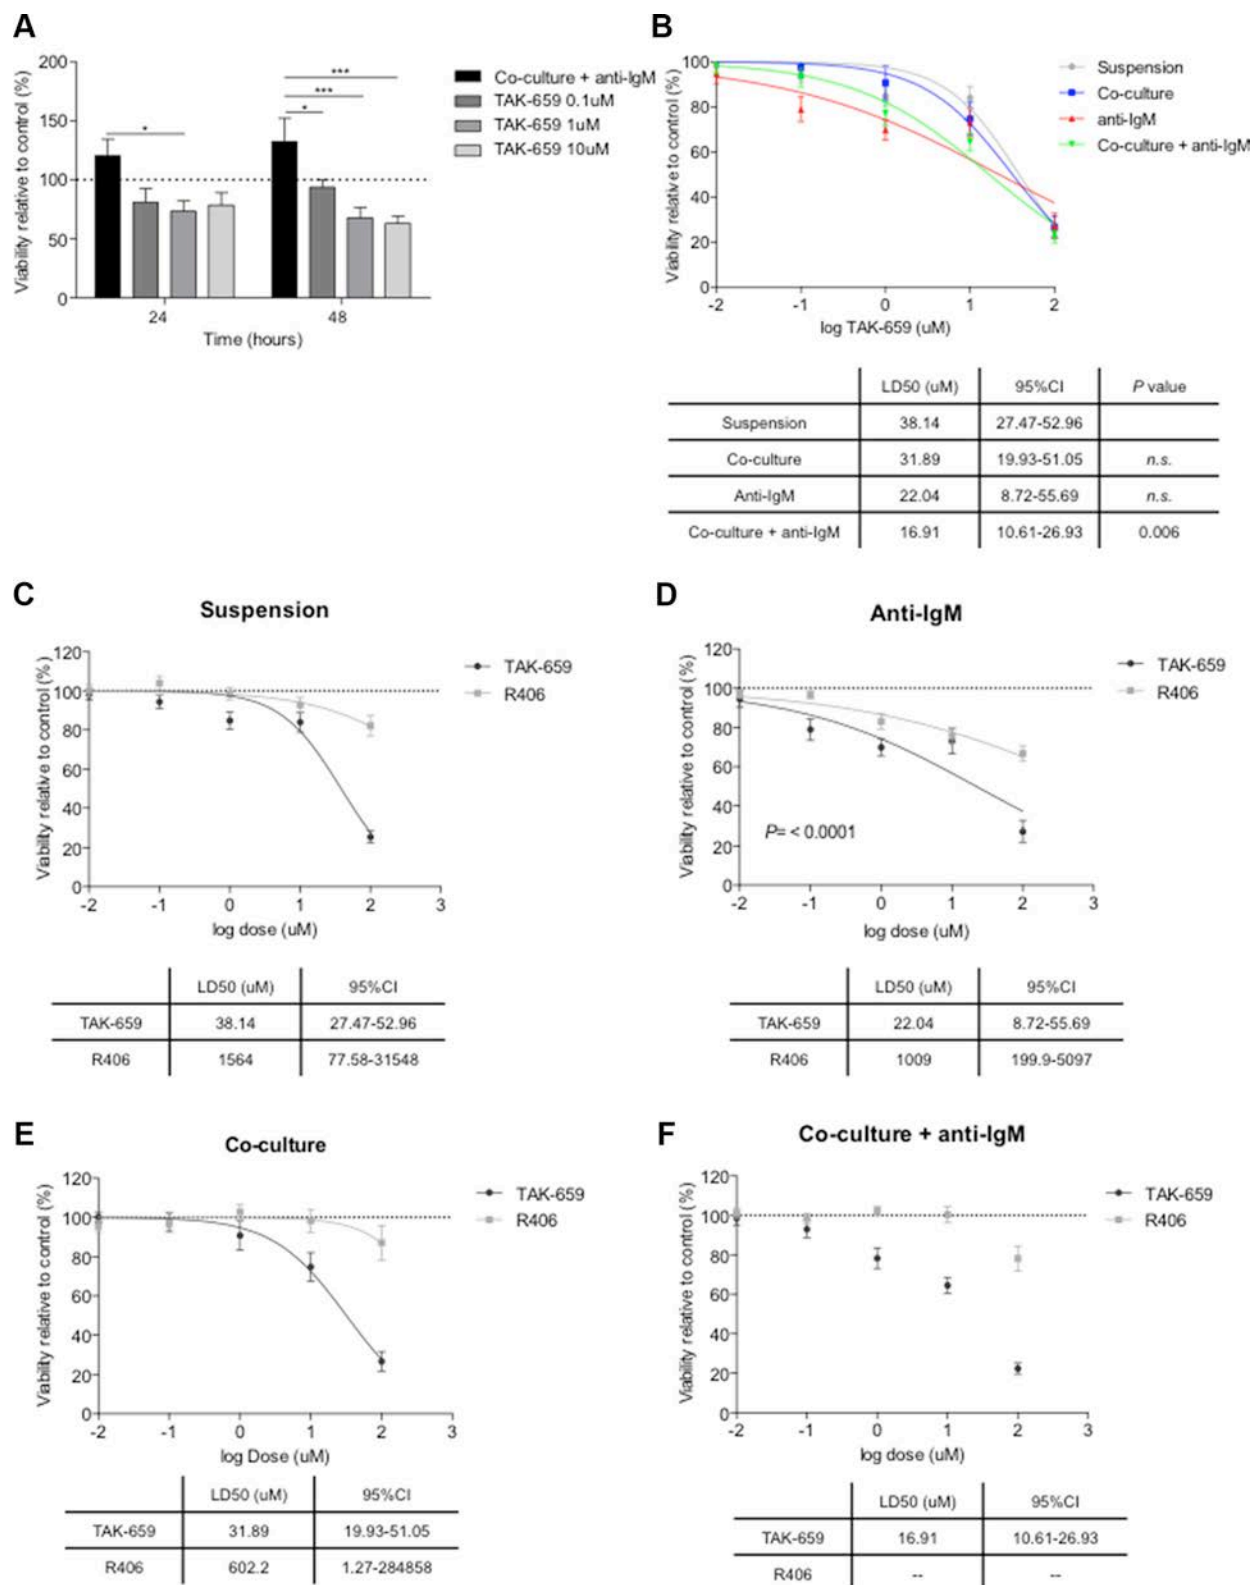 A
Viability relative to control (%)
200
150
100
50
0
*
***
***
*
24
48
Time (hours)
Co-culture + anti-IgM
TAK-659 0.1uM
TAK-659 1uM
TAK-659 10uM
B
Viability relative to control (%)
100
80
60
40
20
0
-2 -1 0 1 2
log TAK-659 (uM)
Suspension
Co-culture
anti-IgM
Co-culture + anti-IgM
LD50 (uM) 95%CI P value
Suspension 38.14 27.47-52.96
Co-culture 31.89 19.93-51.05 n.s.
Anti-IgM 22.04 8.72-55.69 n.s.
Co-culture + anti-IgM 16.91 10.61-26.93 0.006
C
Suspension
Viability relative to control (%)
120
100
80
60
40
20
0
-2 -1 0 1 2 3
log dose (uM)
TAK-659
R406
LD50 (uM) 95%CI
TAK-659 38.14 27.47-52.96
R406 1564 77.58-31548
D
Anti-IgM
Viability relative to control (%)
120
100
80
60
40
20
0
P= < 0.0001
-2 -1 0 1 2 3
log dose (uM)
TAK-659
R406
LD50 (uM) 95%CI
TAK-659 22.04 8.72-55.69
R406 1009 199.9-5097
E
Co-culture
Viability relative to control (%)
120
100
80
60
40
20
0
-2 -1 0 1 2 3
log Dose (uM)
TAK-659
R406
LD50 (uM) 95%CI
TAK-659 31.89 19.93-51.05
R406 602.2 1.27-284858
F
Co-culture + anti-IgM
Viability relative to control (%)
120
100
80
60
40
20
0
-2 -1 0 1 2 3
log dose (uM)
TAK-659
R406
LD50 (uM) 95%CI
TAK-659 16.91 10.61-26.93
R406 -- --